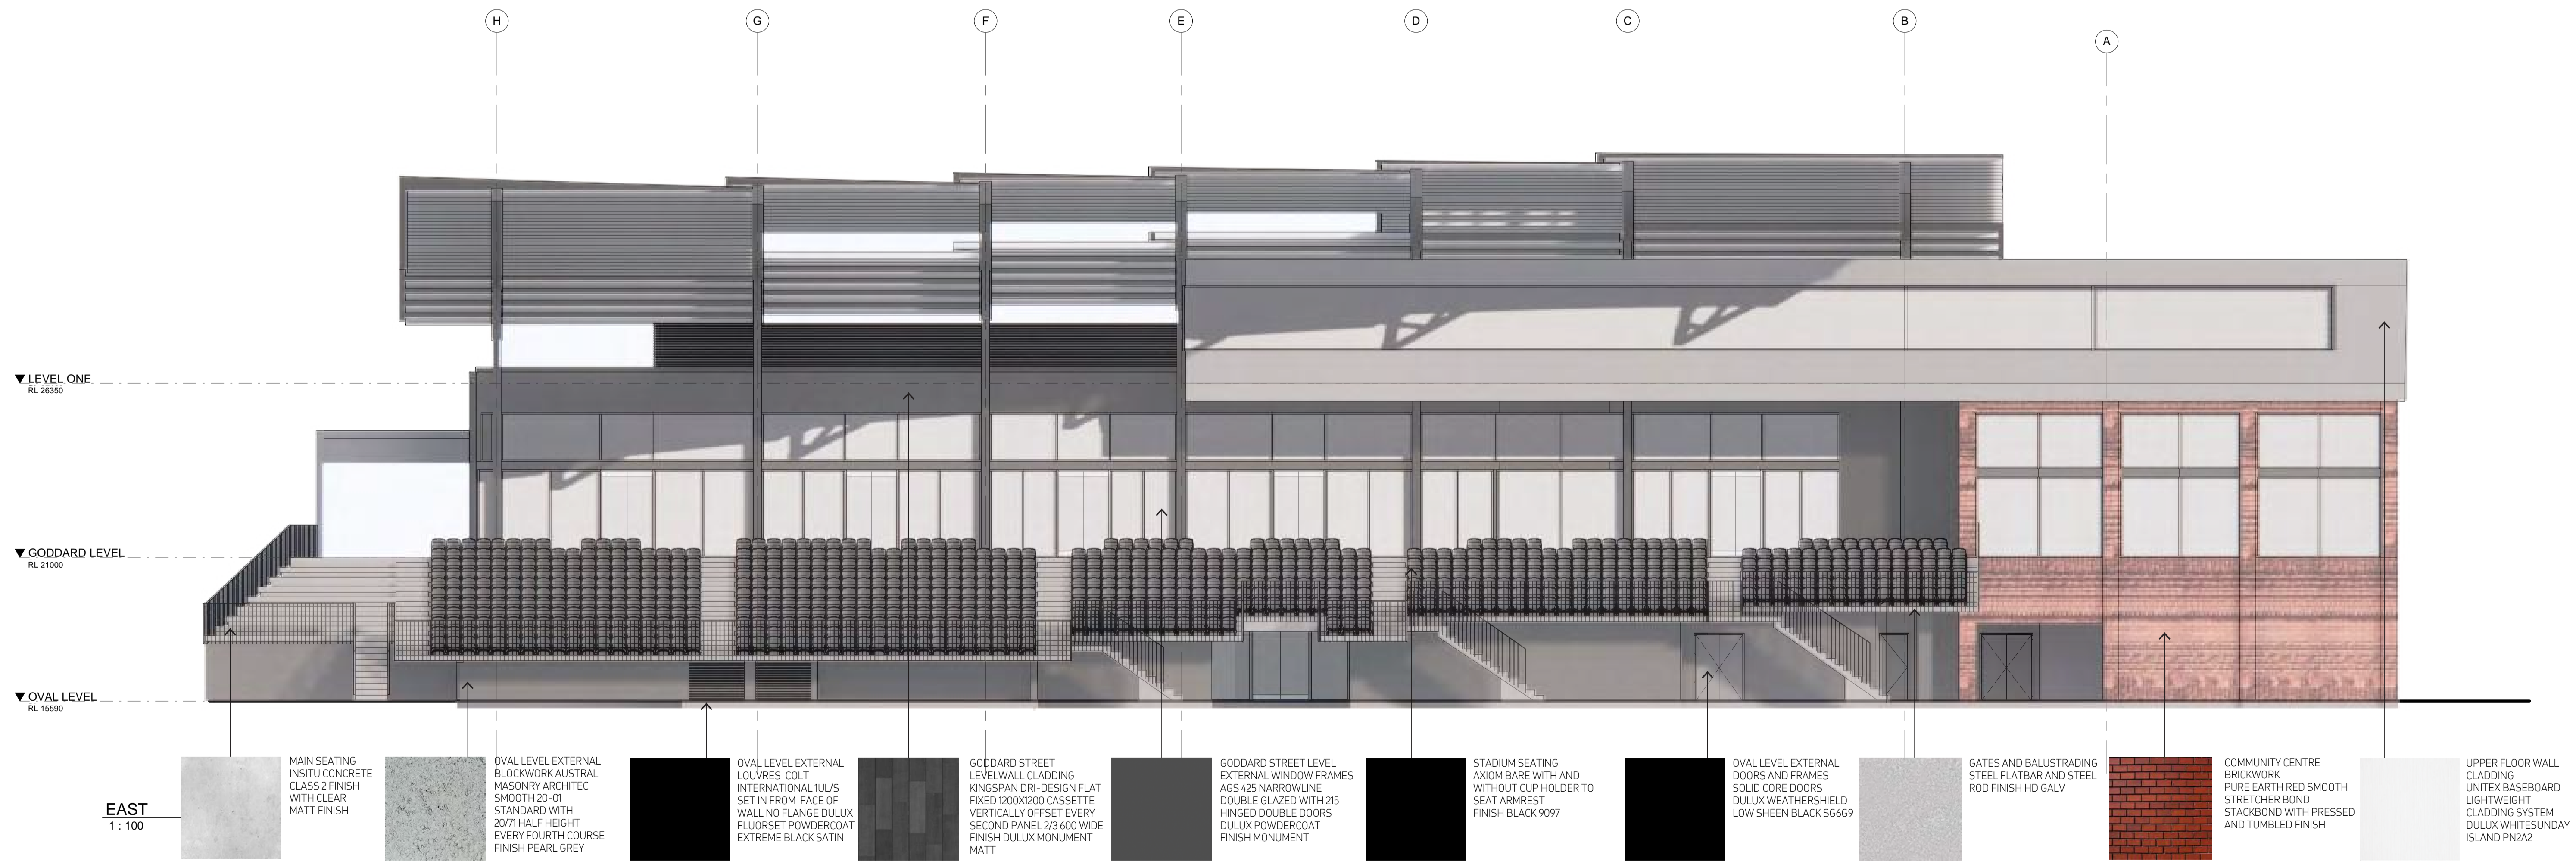 H
G
F
E
D
C
B
A
LEVEL ONE
RL 26350
GODDARD LEVEL
RL 21000
OVAL LEVEL
RL 15590
EAST
1 : 100
MAIN SEATING
INSITU CONCRETE
CLASS 2 FINISH
WITH CLEAR
MATT FINISH
OVAL LEVEL EXTERNAL
BLOCKWORK AUSTRAL
MASONRY ARCHITEC
SMOOTH 20-01
STANDARD WITH
20/71 HALF HEIGHT
EVERY FOURTH COURSE
FINISH PEARL GREY
OVAL LEVEL EXTERNAL
LOUVRES COLT
INTERNATIONAL 1UL/S
SET IN FROM FACE OF
WALL NO FLANGE DULUX
FLUORSET POWDERCOAT
EXTREME BLACK SATIN
GODDARD STREET
LEVELWALL CLADDING
KINGSPAN DRI-DESIGN FLAT
FIXED 1200X1200 CASSETTE
VERTICALLY OFFSET EVERY
SECOND PANEL 2/3 600 WIDE
FINISH DULUX MONUMENT
MATT
GODDARD STREET LEVEL
EXTERNAL WINDOW FRAMES
AGS 425 NARROWLINE
DOUBLE GLAZED WITH 215
HINGED DOUBLE DOORS
DULUX POWDERCOAT
FINISH MONUMENT
STADIUM SEATING
AXIOM BARE WITH AND
WITHOUT CUP HOLDER TO
SEAT ARMREST
FINISH BLACK 9097
OVAL LEVEL EXTERNAL
DOORS AND FRAMES
SOLID CORE DOORS
DULUX WEATHERSHIELD
LOW SHEEN BLACK SG6G9
GATES AND BALUSTRADING
STEEL FLATBAR AND STEEL
ROD FINISH HD GALV
COMMUNITY CENTRE
BRICKWORK
PURE EARTH RED SMOOTH
STRETCHER BOND
STACKBOND WITH PRESSED
AND TUMBLED FINISH
UPPER FLOOR WALL
CLADDING
UNITEX BASEBOARD
LIGHTWEIGHT
CLADDING SYSTEM
DULUX WHITESUNDAY
ISLAND PN2A2